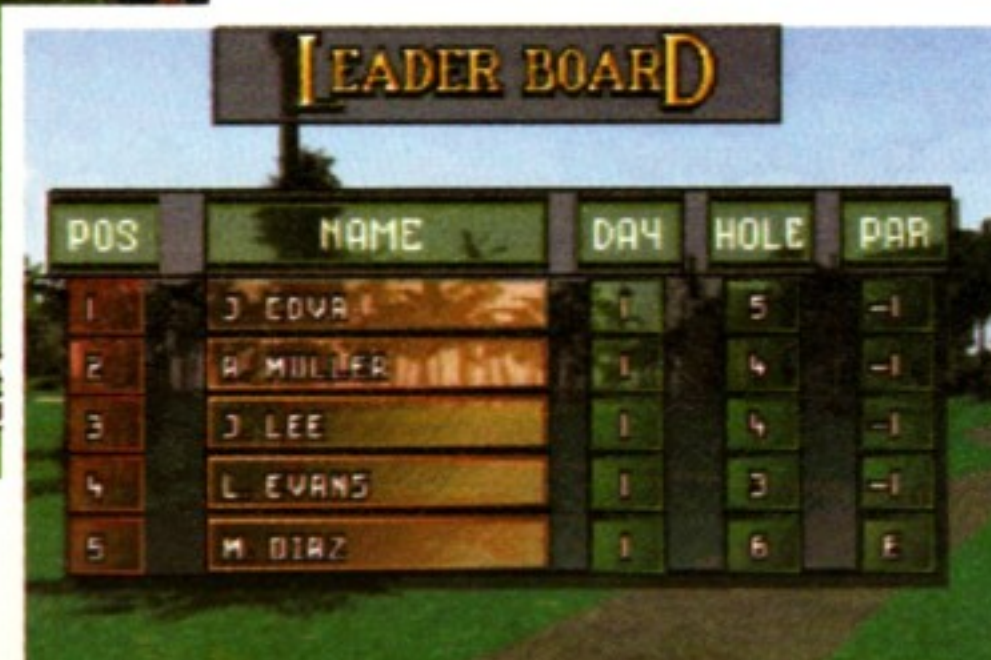 LEADER BOARD
POS NAME DAY HOLE PAR
1 J EDVA 1 5 -1
2 A MULLER 1 4 -1
3 J LEE 1 4 -1
4 L EVANS 1 3 -1
5 M DIAZ 1 6 E